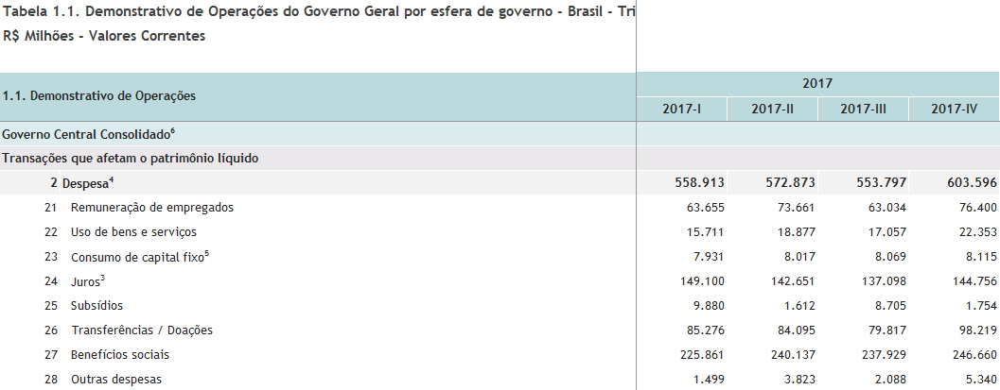 Tabela 1.1. Demonstrativo de Operações do Governo Geral por esfera de governo - Brasil - Tri
R$ Milhões - Valores Correntes
1.1. Demonstrativo de Operações 2017
2017-I 2017-II 2017-III 2017-IV
Governo Central Consolidado⁶
Transações que afetam o patrimônio líquido
2 Despesa⁴ 558.913 572.873 553.797 603.596
21 Remuneração de empregados 63.655 73.661 63.034 76.400
22 Uso de bens e serviços 15.711 18.877 17.057 22.353
23 Consumo de capital fixo⁵ 7.931 8.017 8.069 8.115
24 Juros³ 149.100 142.651 137.098 144.756
25 Subsídios 9.880 1.612 8.705 1.754
26 Transferências / Doações 85.276 84.095 79.817 98.219
27 Benefícios sociais 225.861 240.137 237.929 246.660
28 Outras despesas 1.499 3.823 2.088 5.340